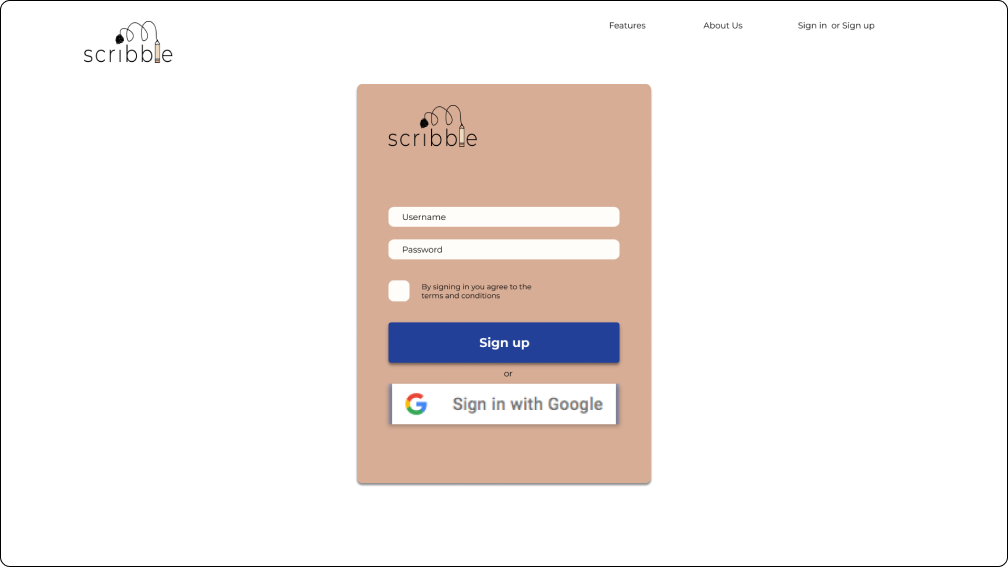 scribble
Features
About Us
Sign in or Sign up
scribble
Username
Password
By signing in you agree to the
terms and conditions
Sign up
or
G
Sign in with Google